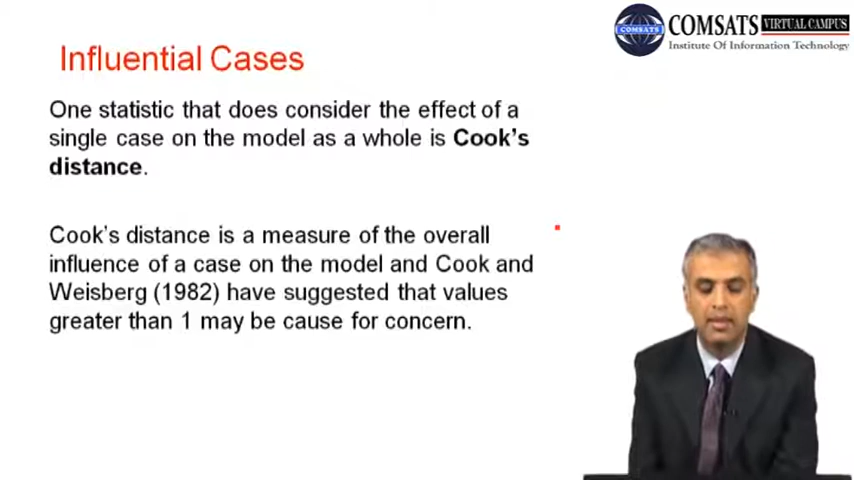 COMSATS
COMSATS VIRTUAL CAMPUS
Institute Of Information Technology
Influential Cases
One statistic that does consider the effect of a
single case on the model as a whole is Cook's
distance.
Cook's distance is a measure of the overall
influence of a case on the model and Cook and
Weisberg (1982) have suggested that values
greater than 1 may be cause for concern.